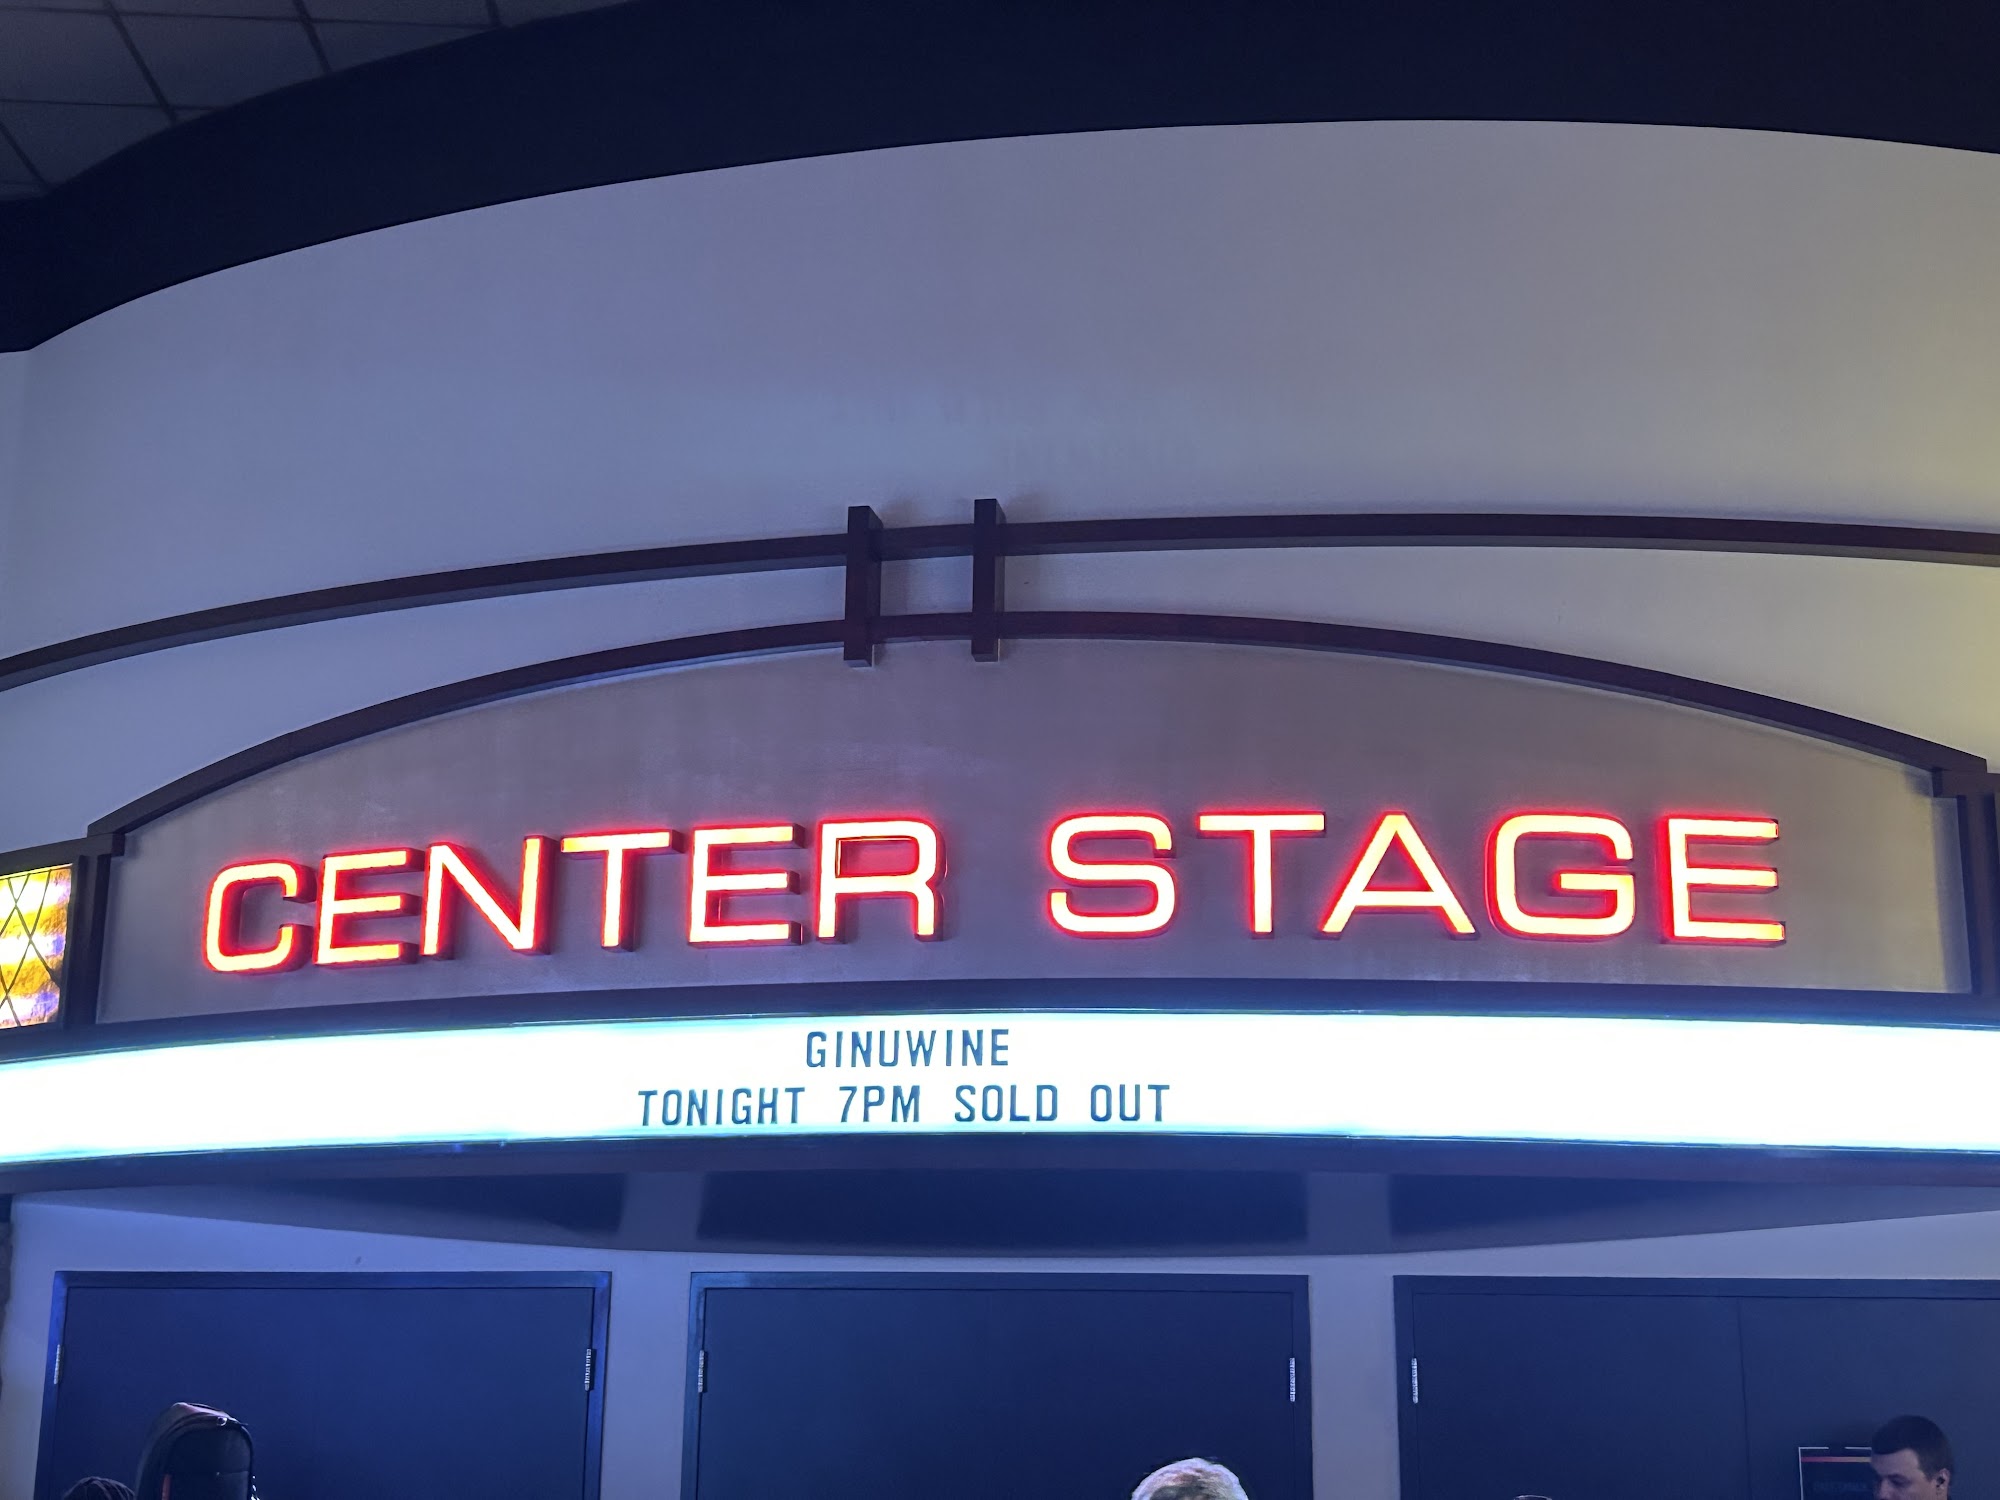 CENTER STAGE
GINUWINE
TONIGHT 7PM SOLD OUT